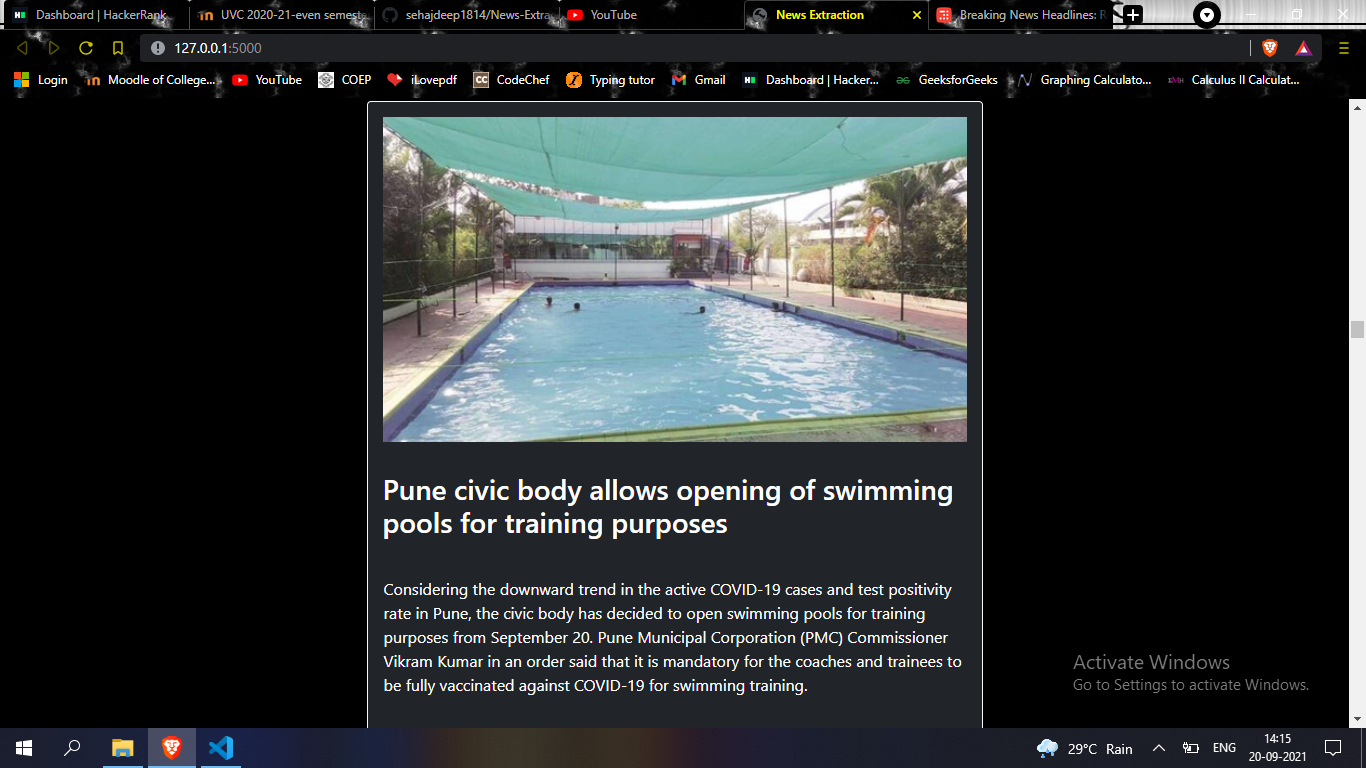 Dashboard | HackerRank
UVC 2020-21-even semest
sehajdeep1814/News-Extra
YouTube
News Extraction
Breaking News Headlines: R
127.0.0.1:5000
Login
Moodle of College...
YouTube
COEP
iLovepdf
CodeChef
Typing tutor
Gmail
Dashboard | Hacker...
GeeksforGeeks
Graphing Calculato...
Calculus II Calculat...
Pune civic body allows opening of swimming
pools for training purposes
Considering the downward trend in the active COVID-19 cases and test positivity
rate in Pune, the civic body has decided to open swimming pools for training
purposes from September 20. Pune Municipal Corporation (PMC) Commissioner
Vikram Kumar in an order said that it is mandatory for the coaches and trainees to
be fully vaccinated against COVID-19 for swimming training.
Activate Windows
Go to Settings to activate Windows.
29°C Rain
ENG
14:15
20-09-2021